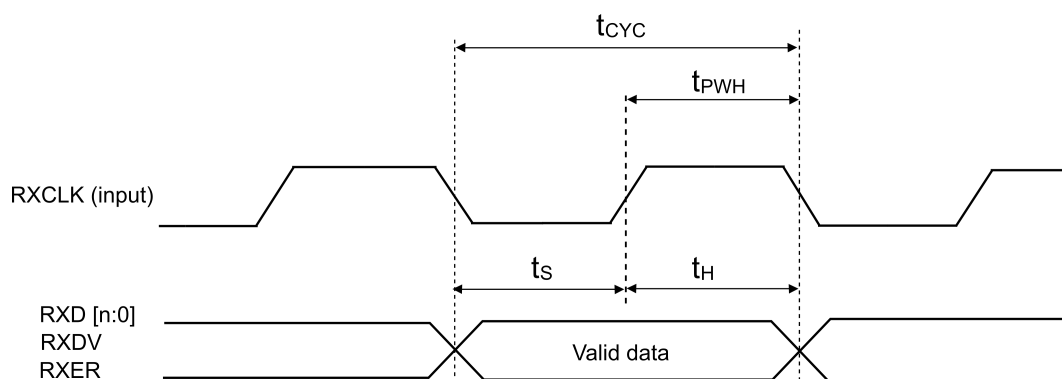 tCYC
tPWH
RXCLK (input)
tS
tH
RXD [n:0]
RXDV
Valid data
RXER